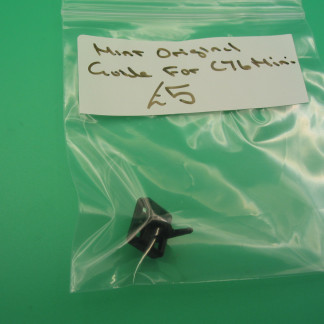 Mint Original
Guide For C76 Mini.
£5